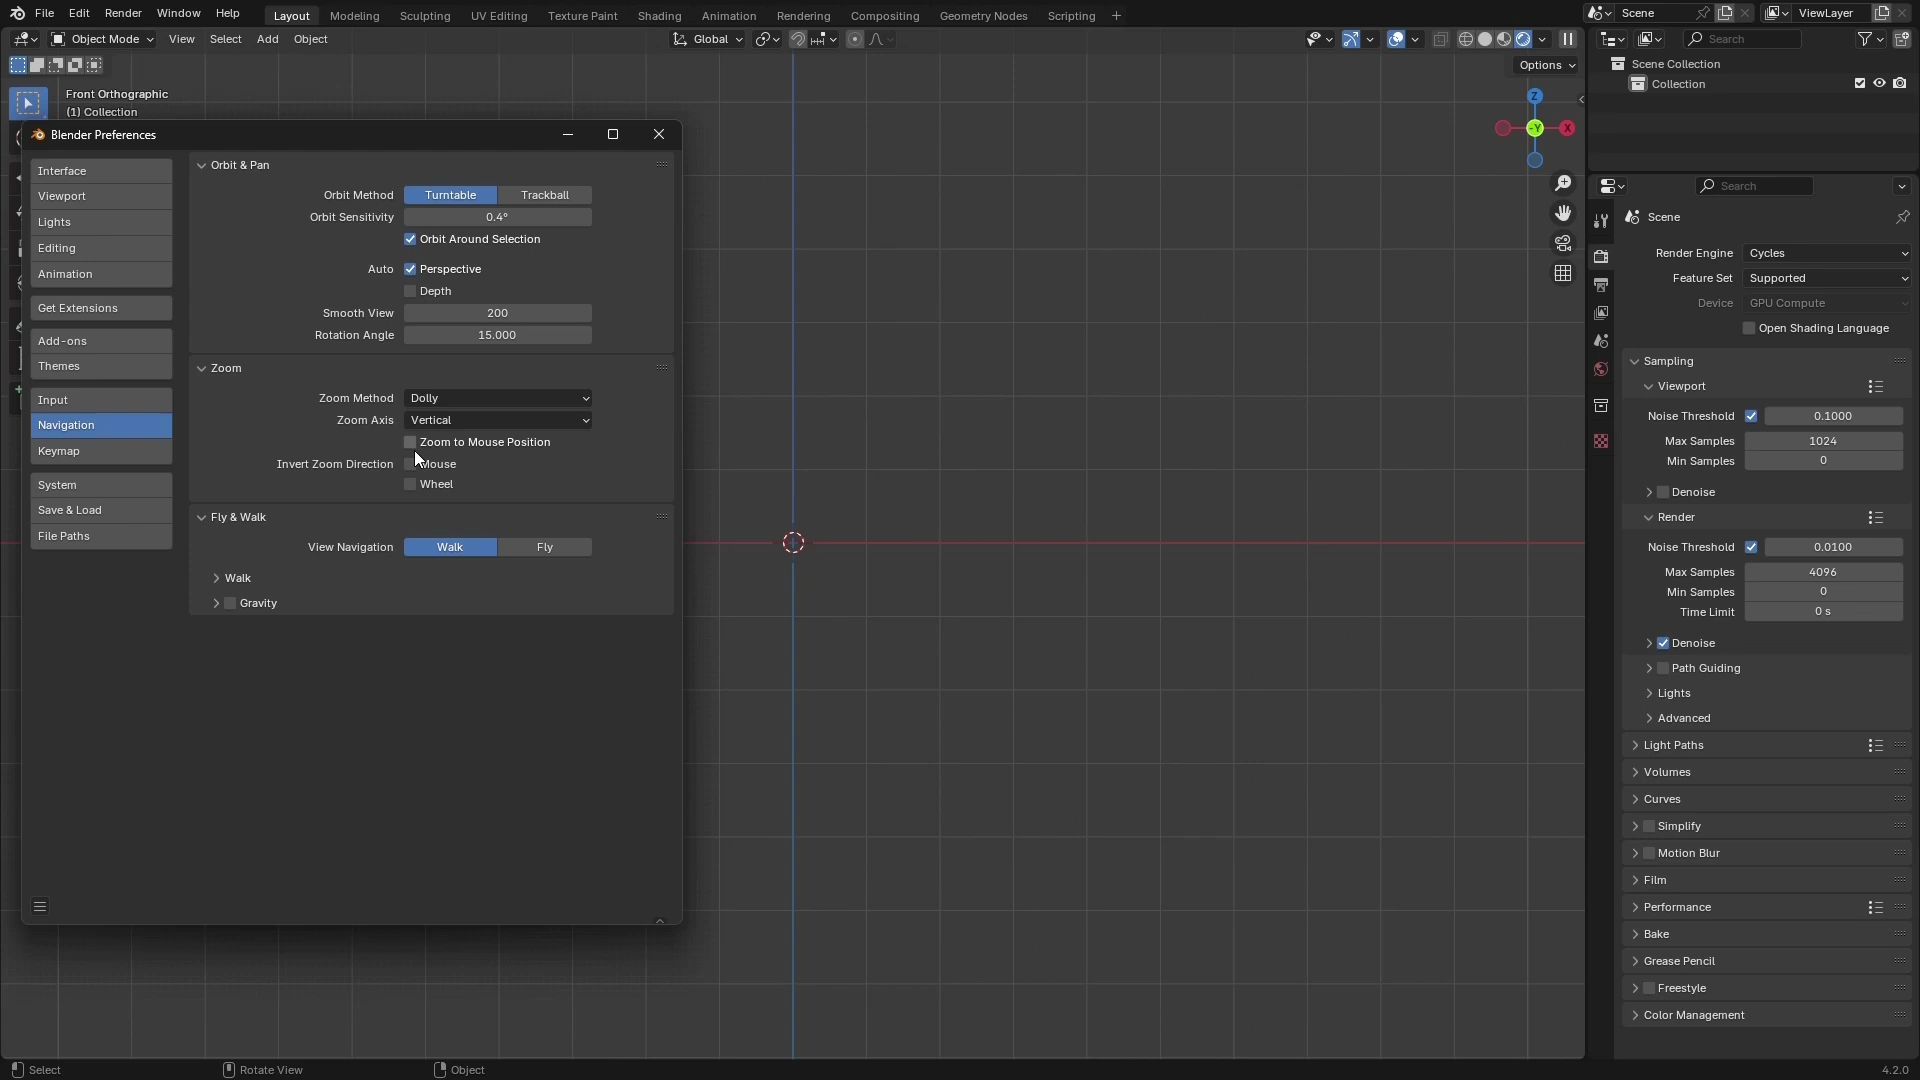 File Edit Render Window Help Layout Modeling Sculpting UV Editing Texture Paint Shading Animation Rendering Compositing Geometry Nodes Scripting + Scene ViewLayer
Object Mode View Select Add Object Global Search
Options
Front Orthographic
(1) Collection
Z
-Y
X
Scene Collection
Collection
Blender Preferences
Interface
Viewport
Lights
Editing
Animation
Get Extensions
Add-ons
Themes
Input
Navigation
Keymap
System
Save & Load
File Paths
Orbit & Pan
Orbit Method Turntable Trackball
Orbit Sensitivity 0.4°
Orbit Around Selection
Auto Perspective
Depth
Smooth View 200
Rotation Angle 15.000
Zoom
Zoom Method Dolly
Zoom Axis Vertical
Zoom to Mouse Position
Invert Zoom Direction Mouse
Wheel
Fly & Walk
View Navigation Walk Fly
Walk
Gravity
Search
Scene
Render Engine Cycles
Feature Set Supported
Device GPU Compute
Open Shading Language
Sampling
Viewport
Noise Threshold 0.1000
Max Samples 1024
Min Samples 0
Denoise
Render
Noise Threshold 0.0100
Max Samples 4096
Min Samples 0
Time Limit 0 s
Denoise
Path Guiding
Lights
Advanced
Light Paths
Volumes
Curves
Simplify
Motion Blur
Film
Performance
Bake
Grease Pencil
Freestyle
Color Management
Select Rotate View Object 4.2.0